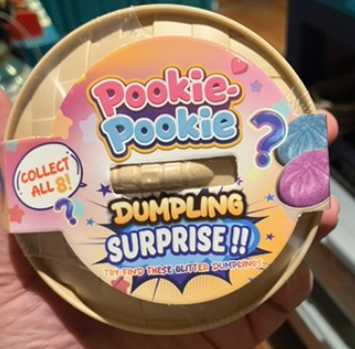 Pookie-
Pookie
COLLECT
ALL 8!
?
?
DUMPLING
SURPRISE!!
TRY FIND THESE GLITTER DUMPLINGS